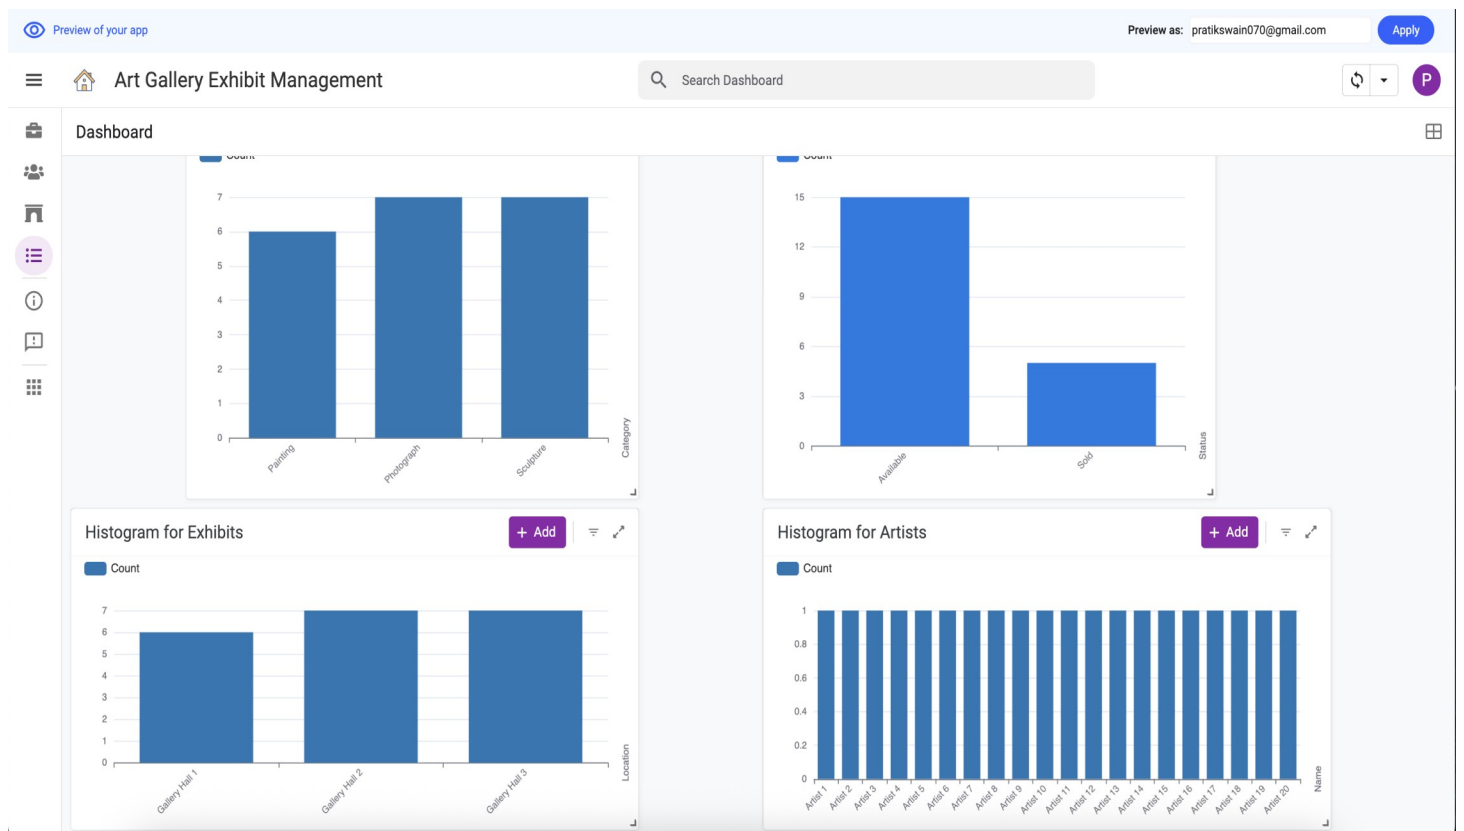 Preview of your app
Preview as: pratikswain070@gmail.com
Apply
Art Gallery Exhibit Management
Search Dashboard
P
Dashboard
Count
7
6
5
4
3
2
1
0
Painting
Photograph
Sculpture
Category
Count
15
12
9
6
3
0
Available
Sold
Status
Histogram for Exhibits
+ Add
Count
7
6
5
4
3
2
1
0
Gallery Hall 1
Gallery Hall 2
Gallery Hall 3
Location
Histogram for Artists
+ Add
Count
1
0.8
0.6
0.4
0.2
0
Artist 1
Artist 2
Artist 3
Artist 4
Artist 5
Artist 6
Artist 7
Artist 8
Artist 9
Artist 10
Artist 11
Artist 12
Artist 13
Artist 14
Artist 15
Artist 16
Artist 17
Artist 18
Artist 19
Artist 20
Name